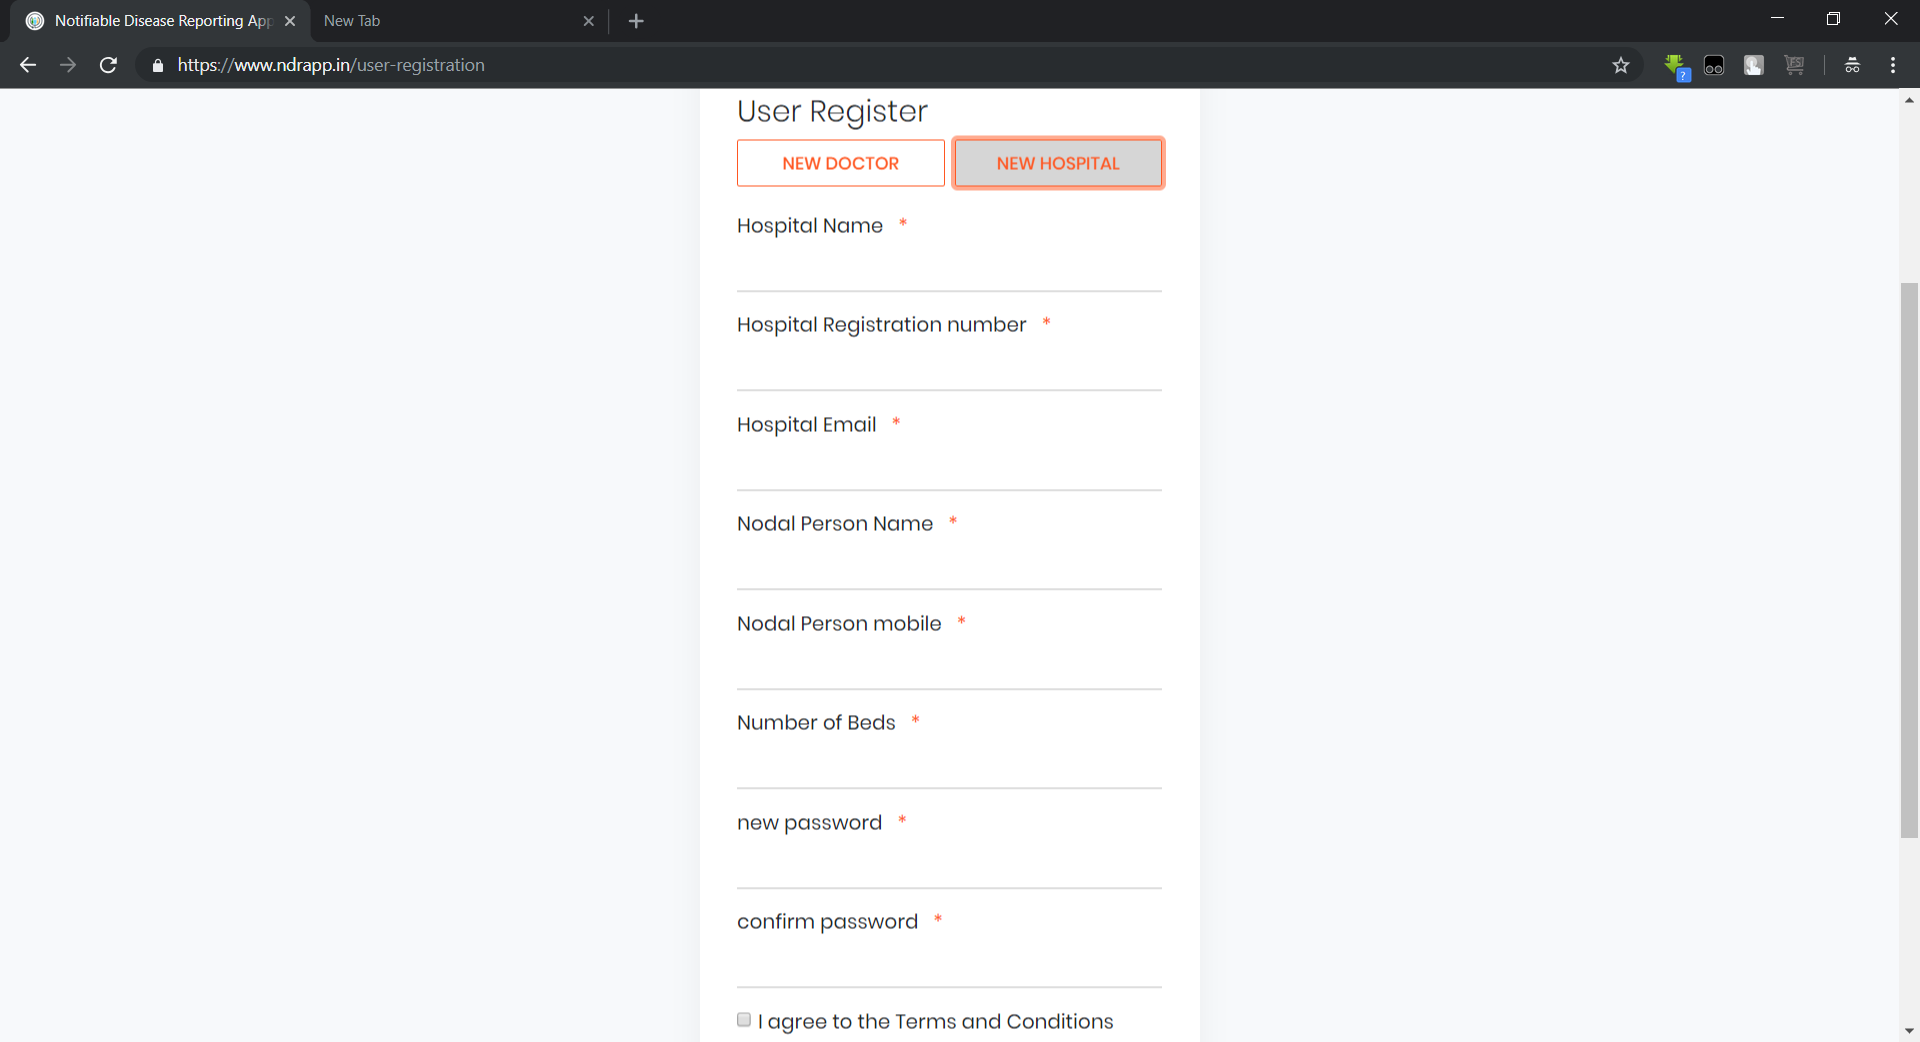 Notifiable Disease Reporting App
New Tab
https://www.ndrapp.in/user-registration
User Register
NEW DOCTOR
NEW HOSPITAL
Hospital Name *
Hospital Registration number *
Hospital Email *
Nodal Person Name *
Nodal Person mobile *
Number of Beds *
new password *
confirm password *
I agree to the Terms and Conditions